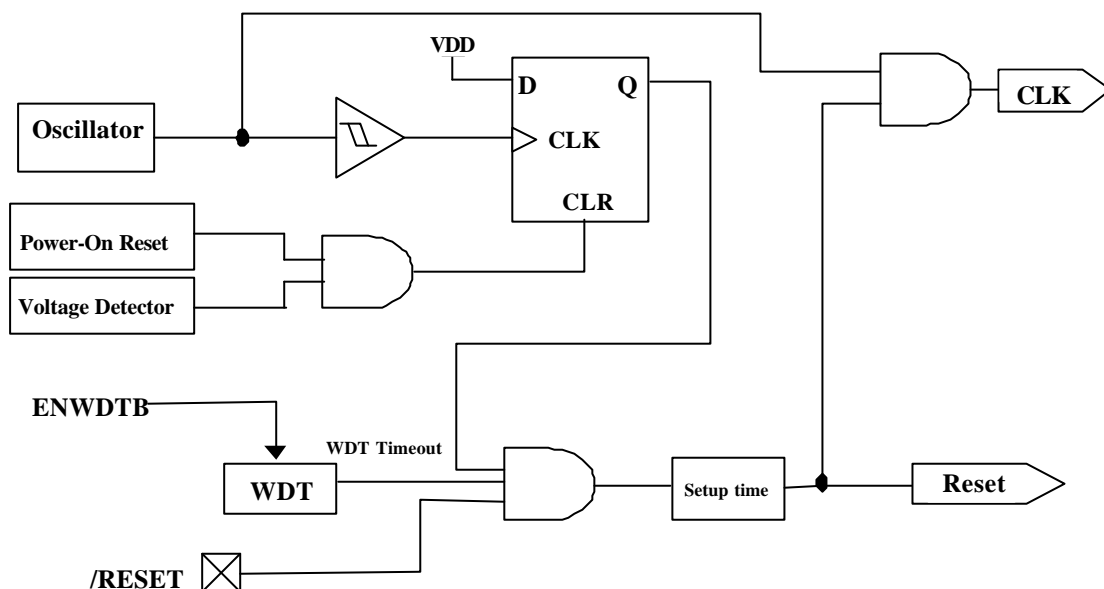 VDD
D
Q
CLK
Oscillator
CLK
CLR
Power-On Reset
Voltage Detector
ENWDTB
WDT Timeout
WDT
Setup time
Reset
/RESET